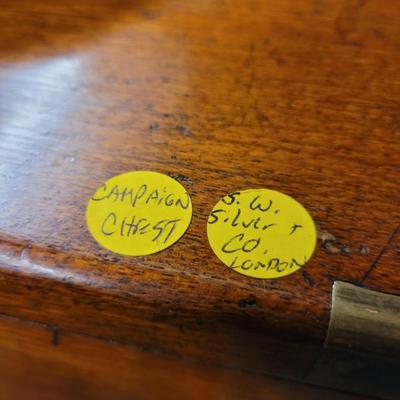 CAMPAIGN
CHEST
S. W.
Silver +
CO.
LONDON